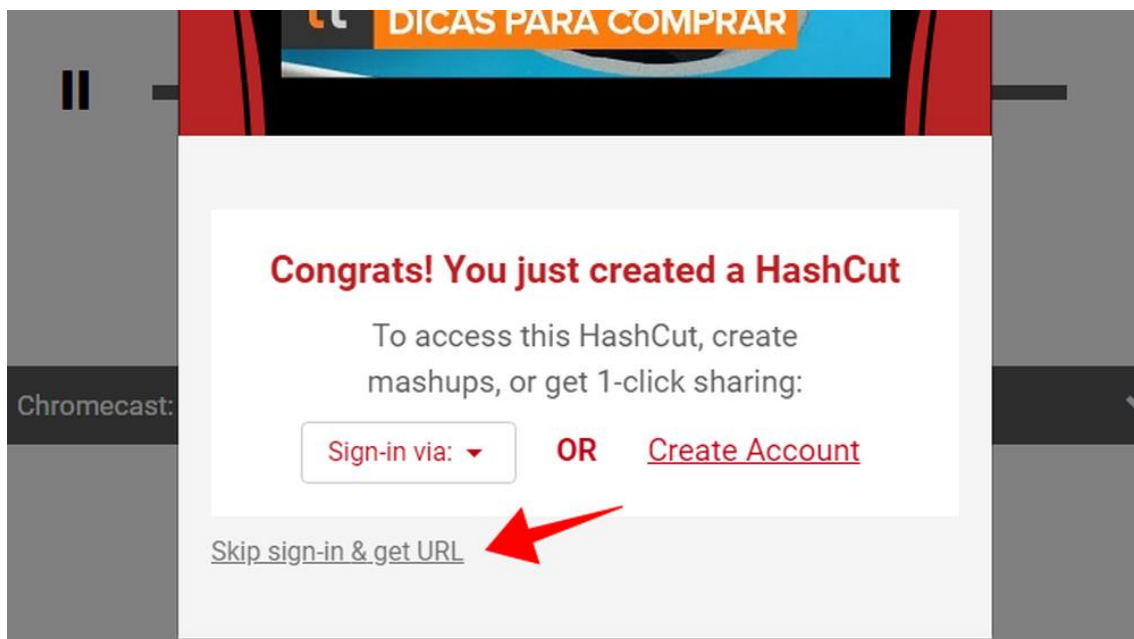 tt DICAS PARA COMPRAR
Congrats! You just created a HashCut
To access this HashCut, create
mashups, or get 1-click sharing:
Chromecast:
Sign-in via: OR Create Account
Skip sign-in & get URL